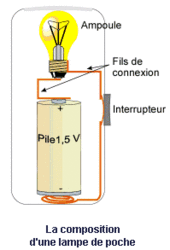 Ampoule
Fils de
connexion
Interrupteur
+
Pile1,5 V
-
La composition
d'une lampe de poche